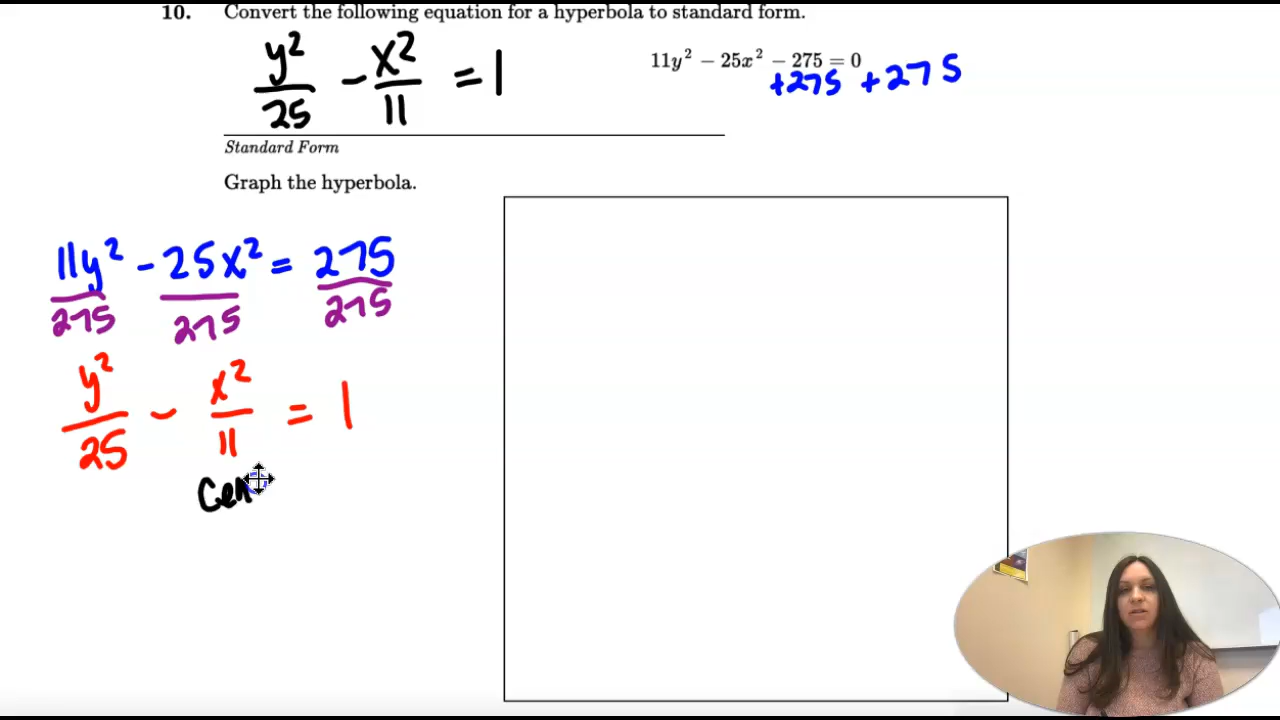 10. Convert the following equation for a hyperbola to standard form.
y²/25 − x²/11 = 1
11y² − 25x² − 275 = 0
+275 +275
Standard Form
Graph the hyperbola.
11y² − 25x² = 275
275 275 275
y²/25 − x²/11 = 1
Cen